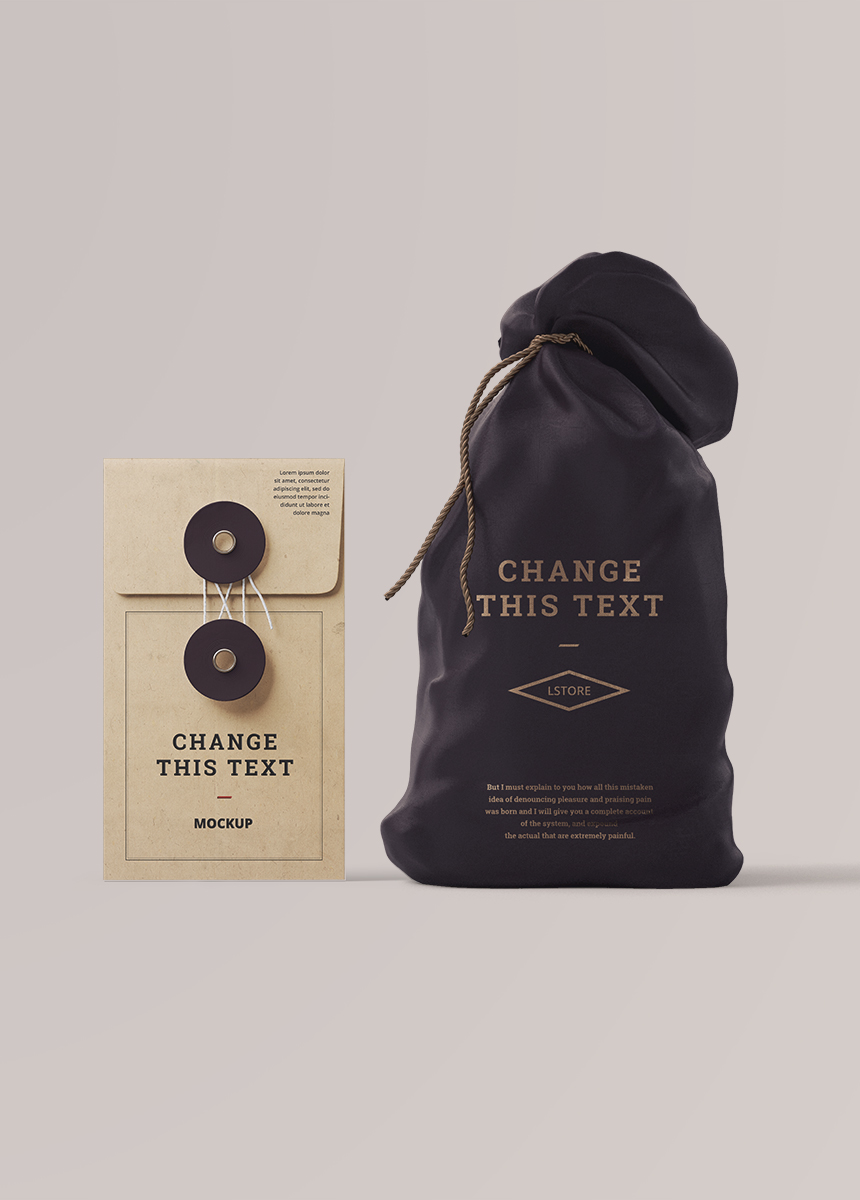 Lorem ipsum dolor
sit amet, consectetur
adipiscing elit, sed do
eiusmod tempor inci-
didunt ut labore et
dolore magna
CHANGE
THIS TEXT
MOCKUP
CHANGE
THIS TEXT
LSTORE
But I must explain to you how all this mistaken
idea of denouncing pleasure and praising pain
was born and I will give you a complete account
of the system, and expound
the actual that are extremely painful.